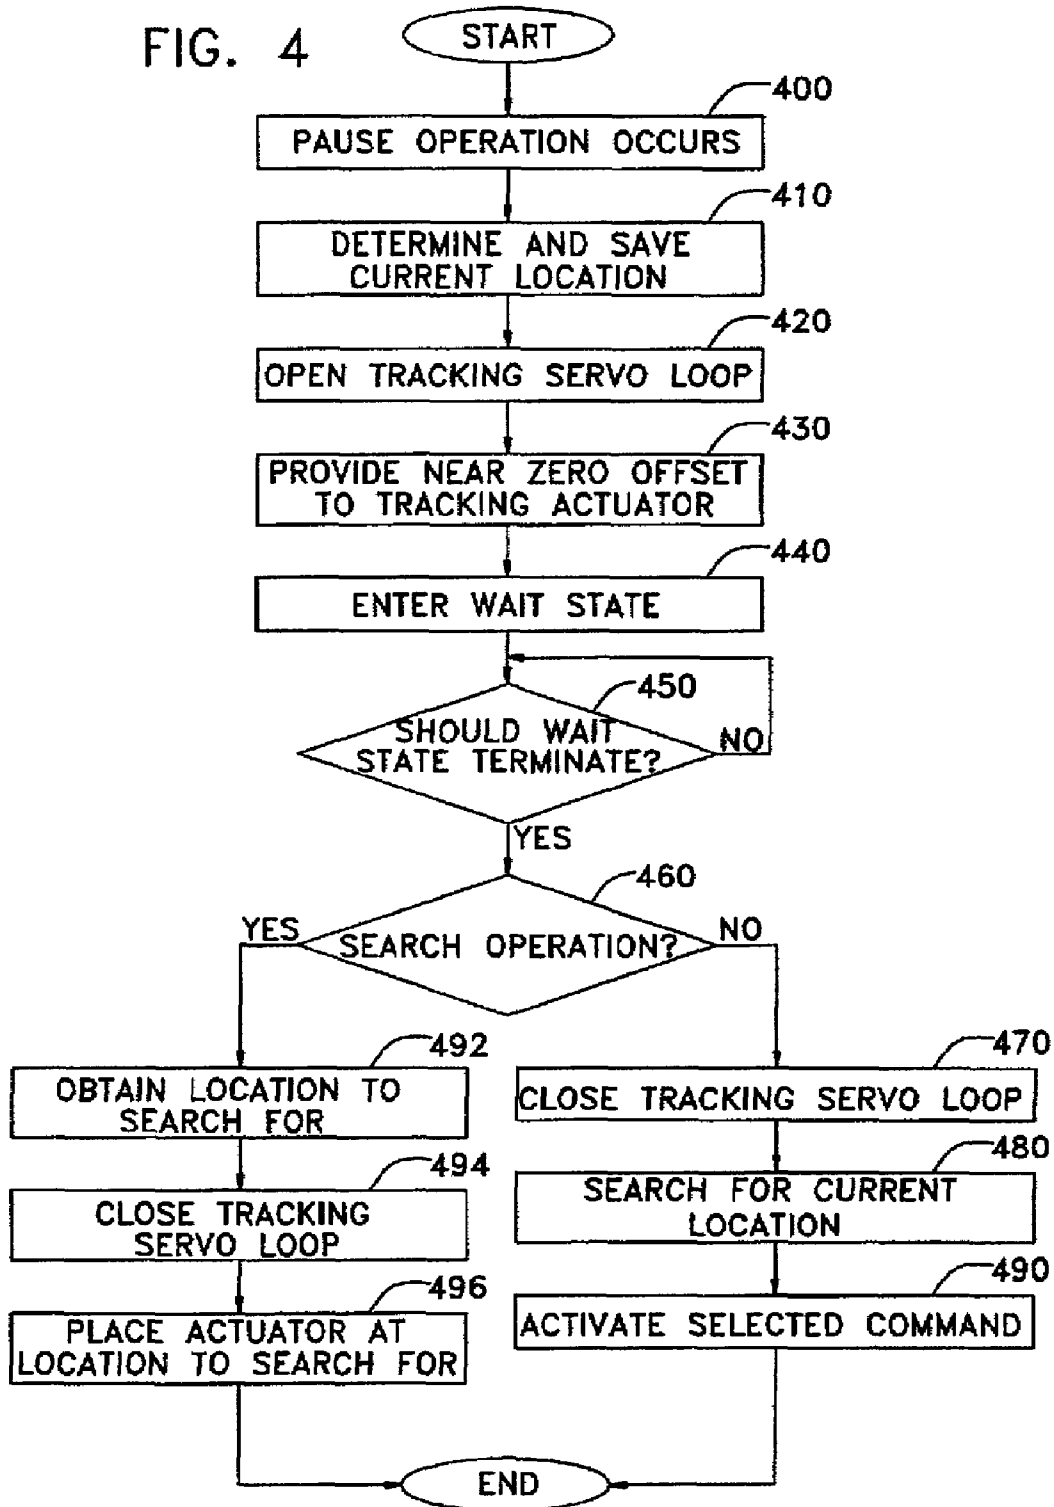 FIG. 4
START
400
PAUSE OPERATION OCCURS
410
DETERMINE AND SAVE
CURRENT LOCATION
420
OPEN TRACKING SERVO LOOP
430
PROVIDE NEAR ZERO OFFSET
TO TRACKING ACTUATOR
440
ENTER WAIT STATE
450
SHOULD WAIT
STATE TERMINATE?
NO
YES
460
SEARCH OPERATION?
YES
NO
492
OBTAIN LOCATION TO
SEARCH FOR
494
CLOSE TRACKING
SERVO LOOP
496
PLACE ACTUATOR AT
LOCATION TO SEARCH FOR
470
CLOSE TRACKING SERVO LOOP
480
SEARCH FOR CURRENT
LOCATION
490
ACTIVATE SELECTED COMMAND
END